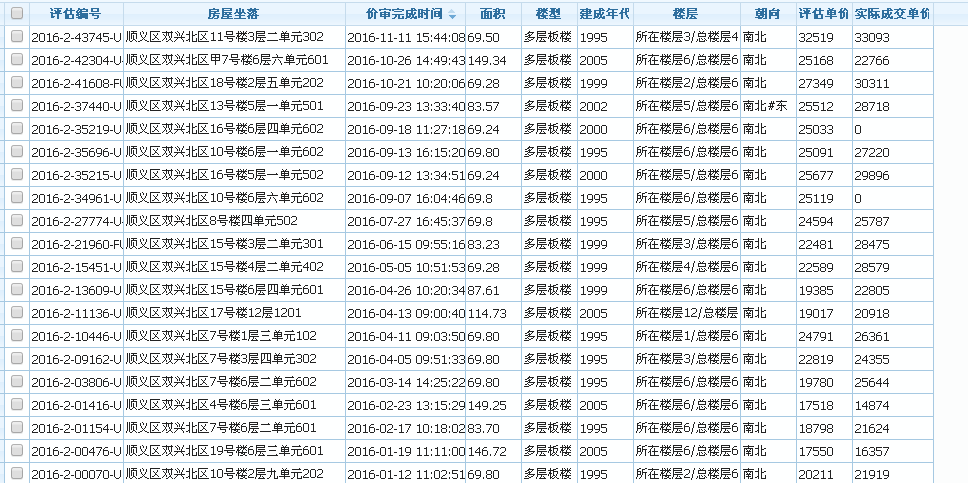 评估编号 房屋坐落 价审完成时间 面积 楼型 建成年代 楼层 朝向 评估单价 实际成交单价
2016-2-43745-U 顺义区双兴北区11号楼3层二单元302 2016-11-11 15:44:08 69.50 多层板楼 1995 所在楼层3/总楼层4 南北 32519 33093
2016-2-42304-U 顺义区双兴北区甲7号楼6层六单元601 2016-10-26 14:49:43 149.34 多层板楼 2005 所在楼层6/总楼层6 南北 25168 22766
2016-2-41608-FU 顺义区双兴北区18号楼2层五单元202 2016-10-21 10:20:06 69.28 多层板楼 1999 所在楼层2/总楼层6 南北 27349 30311
2016-2-37440-U 顺义区双兴北区13号楼5层一单元501 2016-09-23 13:33:40 83.57 多层板楼 2002 所在楼层5/总楼层6 南北#东 25512 28718
2016-2-35219-U 顺义区双兴北区16号楼6层四单元602 2016-09-18 11:27:18 69.24 多层板楼 2000 所在楼层6/总楼层6 南北 25033 0
2016-2-35696-U 顺义区双兴北区10号楼6层一单元602 2016-09-13 16:15:20 69.80 多层板楼 1995 所在楼层6/总楼层6 南北 25091 27220
2016-2-35215-U 顺义区双兴北区16号楼5层一单元502 2016-09-12 13:34:51 69.24 多层板楼 2000 所在楼层5/总楼层6 南北 25677 29896
2016-2-34961-U 顺义区双兴北区10号楼6层六单元602 2016-09-07 16:04:46 69.8 多层板楼 1995 所在楼层6/总楼层6 南北 25119 0
2016-2-27774-U 顺义区双兴北区8号楼四单元502 2016-07-27 16:45:37 69.8 多层板楼 1995 所在楼层5/总楼层6 南北 24594 25787
2016-2-21960-FU 顺义区双兴北区15号楼3层二单元301 2016-06-15 09:55:16 83.23 多层板楼 1999 所在楼层3/总楼层6 南北 22481 28475
2016-2-15451-U 顺义区双兴北区15号楼4层二单元402 2016-05-05 10:51:53 69.28 多层板楼 1999 所在楼层4/总楼层6 南北 22589 28579
2016-2-13609-U 顺义区双兴北区15号楼6层四单元601 2016-04-26 10:20:34 87.61 多层板楼 1999 所在楼层6/总楼层6 南北 19385 22805
2016-2-11136-U 顺义区双兴北区17号楼12层1201 2016-04-13 09:00:40 114.73 多层板楼 2005 所在楼层12/总楼层 南北 19017 20918
2016-2-10446-U 顺义区双兴北区7号楼1层三单元102 2016-04-11 09:03:50 69.80 多层板楼 1995 所在楼层1/总楼层6 南北 24791 26361
2016-2-09162-U 顺义区双兴北区7号楼3层四单元302 2016-04-05 09:51:33 69.80 多层板楼 1995 所在楼层3/总楼层6 南北 22819 24355
2016-2-03806-U 顺义区双兴北区7号楼6层二单元602 2016-03-14 14:25:22 69.80 多层板楼 1995 所在楼层6/总楼层6 南北 19780 25644
2016-2-01416-U 顺义区双兴北区4号楼6层三单元601 2016-02-23 13:15:29 149.25 多层板楼 2005 所在楼层6/总楼层6 南北 17518 14874
2016-2-01154-U 顺义区双兴北区7号楼6层二单元601 2016-02-17 10:18:02 83.70 多层板楼 1995 所在楼层6/总楼层6 南北 18798 21624
2016-2-00476-U 顺义区双兴北区19号楼6层三单元601 2016-01-19 11:11:00 146.72 多层板楼 2005 所在楼层6/总楼层6 南北 17550 16357
2016-2-00070-U 顺义区双兴北区10号楼2层九单元202 2016-01-12 11:02:51 69.80 多层板楼 1995 所在楼层2/总楼层6 南北 20211 21919